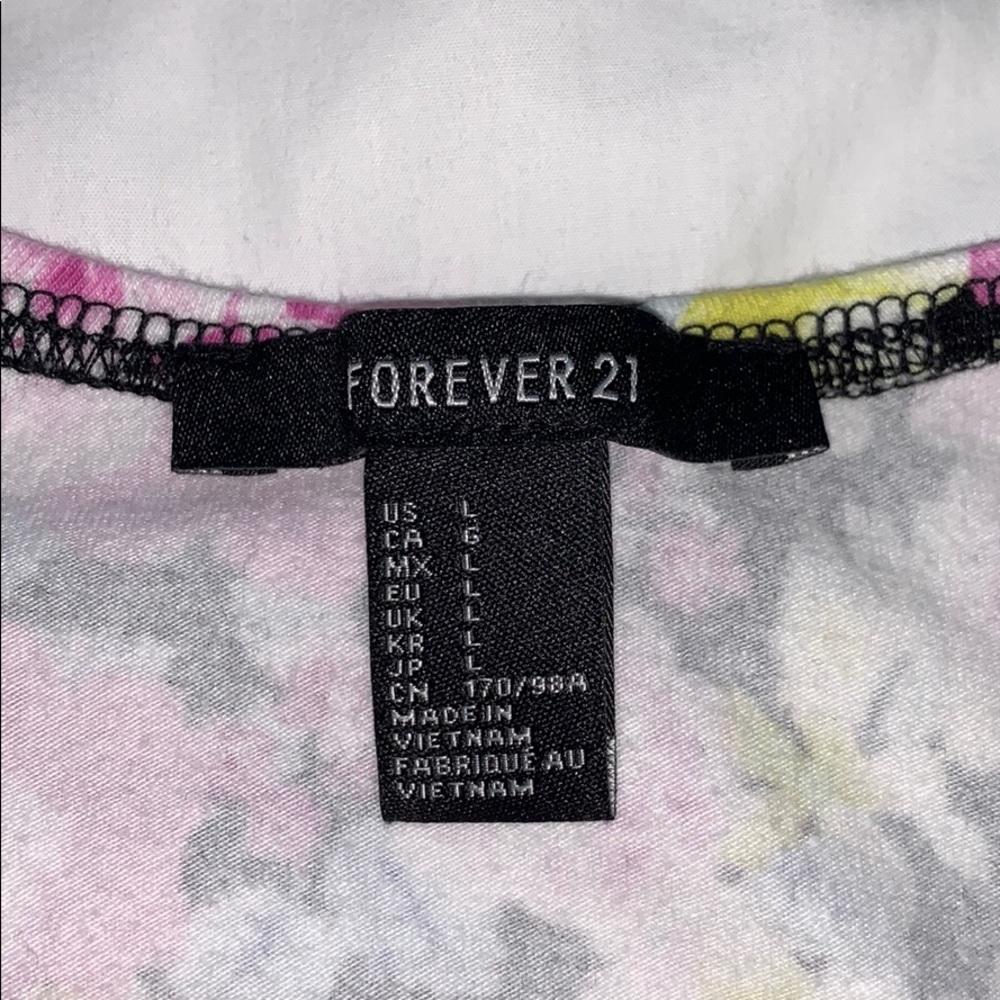 FOREVER 21
US L
CA G
MX L
EU L
UK L
KR L
JP L
CN 170/98A
MADE IN
VIETNAM
FABRIQUÉ AU
VIETNAM